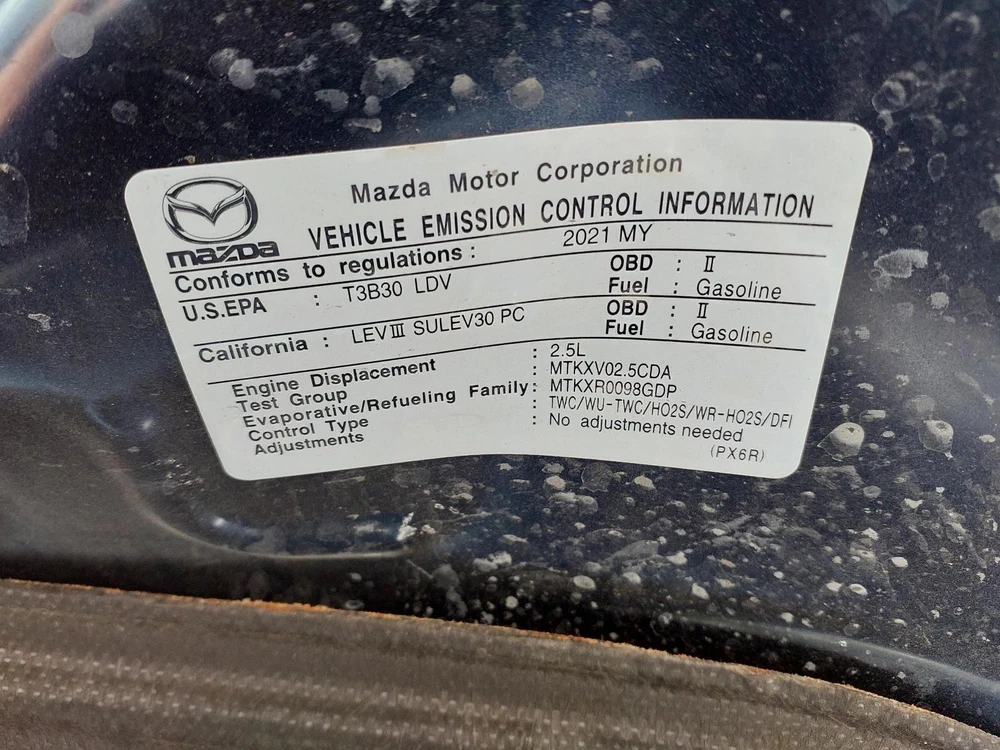 mazda
Mazda Motor Corporation
VEHICLE EMISSION CONTROL INFORMATION
Conforms to regulations : 2021 MY
U.S.EPA : T3B30 LDV OBD : II
Fuel : Gasoline
California : LEV III SULEV30 PC OBD : II
Fuel : Gasoline
Engine Displacement : 2.5L
Test Group : MTKXV02.5CDA
Evaporative/Refueling Family : MTKXR0098GDP
Control Type : TWC/WU-TWC/HO2S/WR-HO2S/DFI
Adjustments : No adjustments needed
(PX6R)